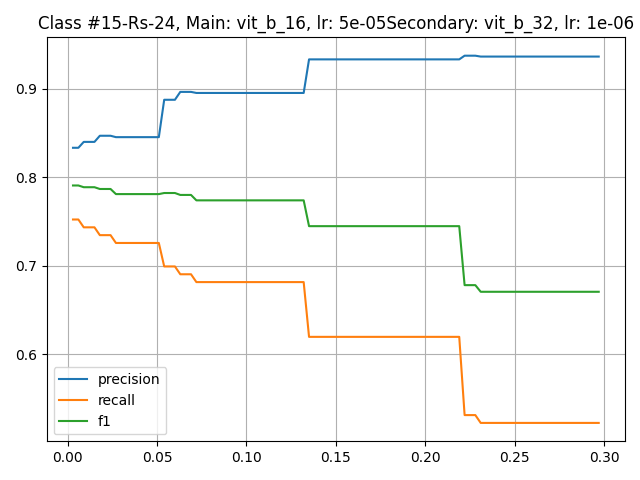 Class #15-Rs-24, Main: vit_b_16, lr: 5e-05Secondary: vit_b_32, lr: 1e-06
0.9
0.8
0.7
0.6
precision
recall
f1
0.00 0.05 0.10 0.15 0.20 0.25 0.30